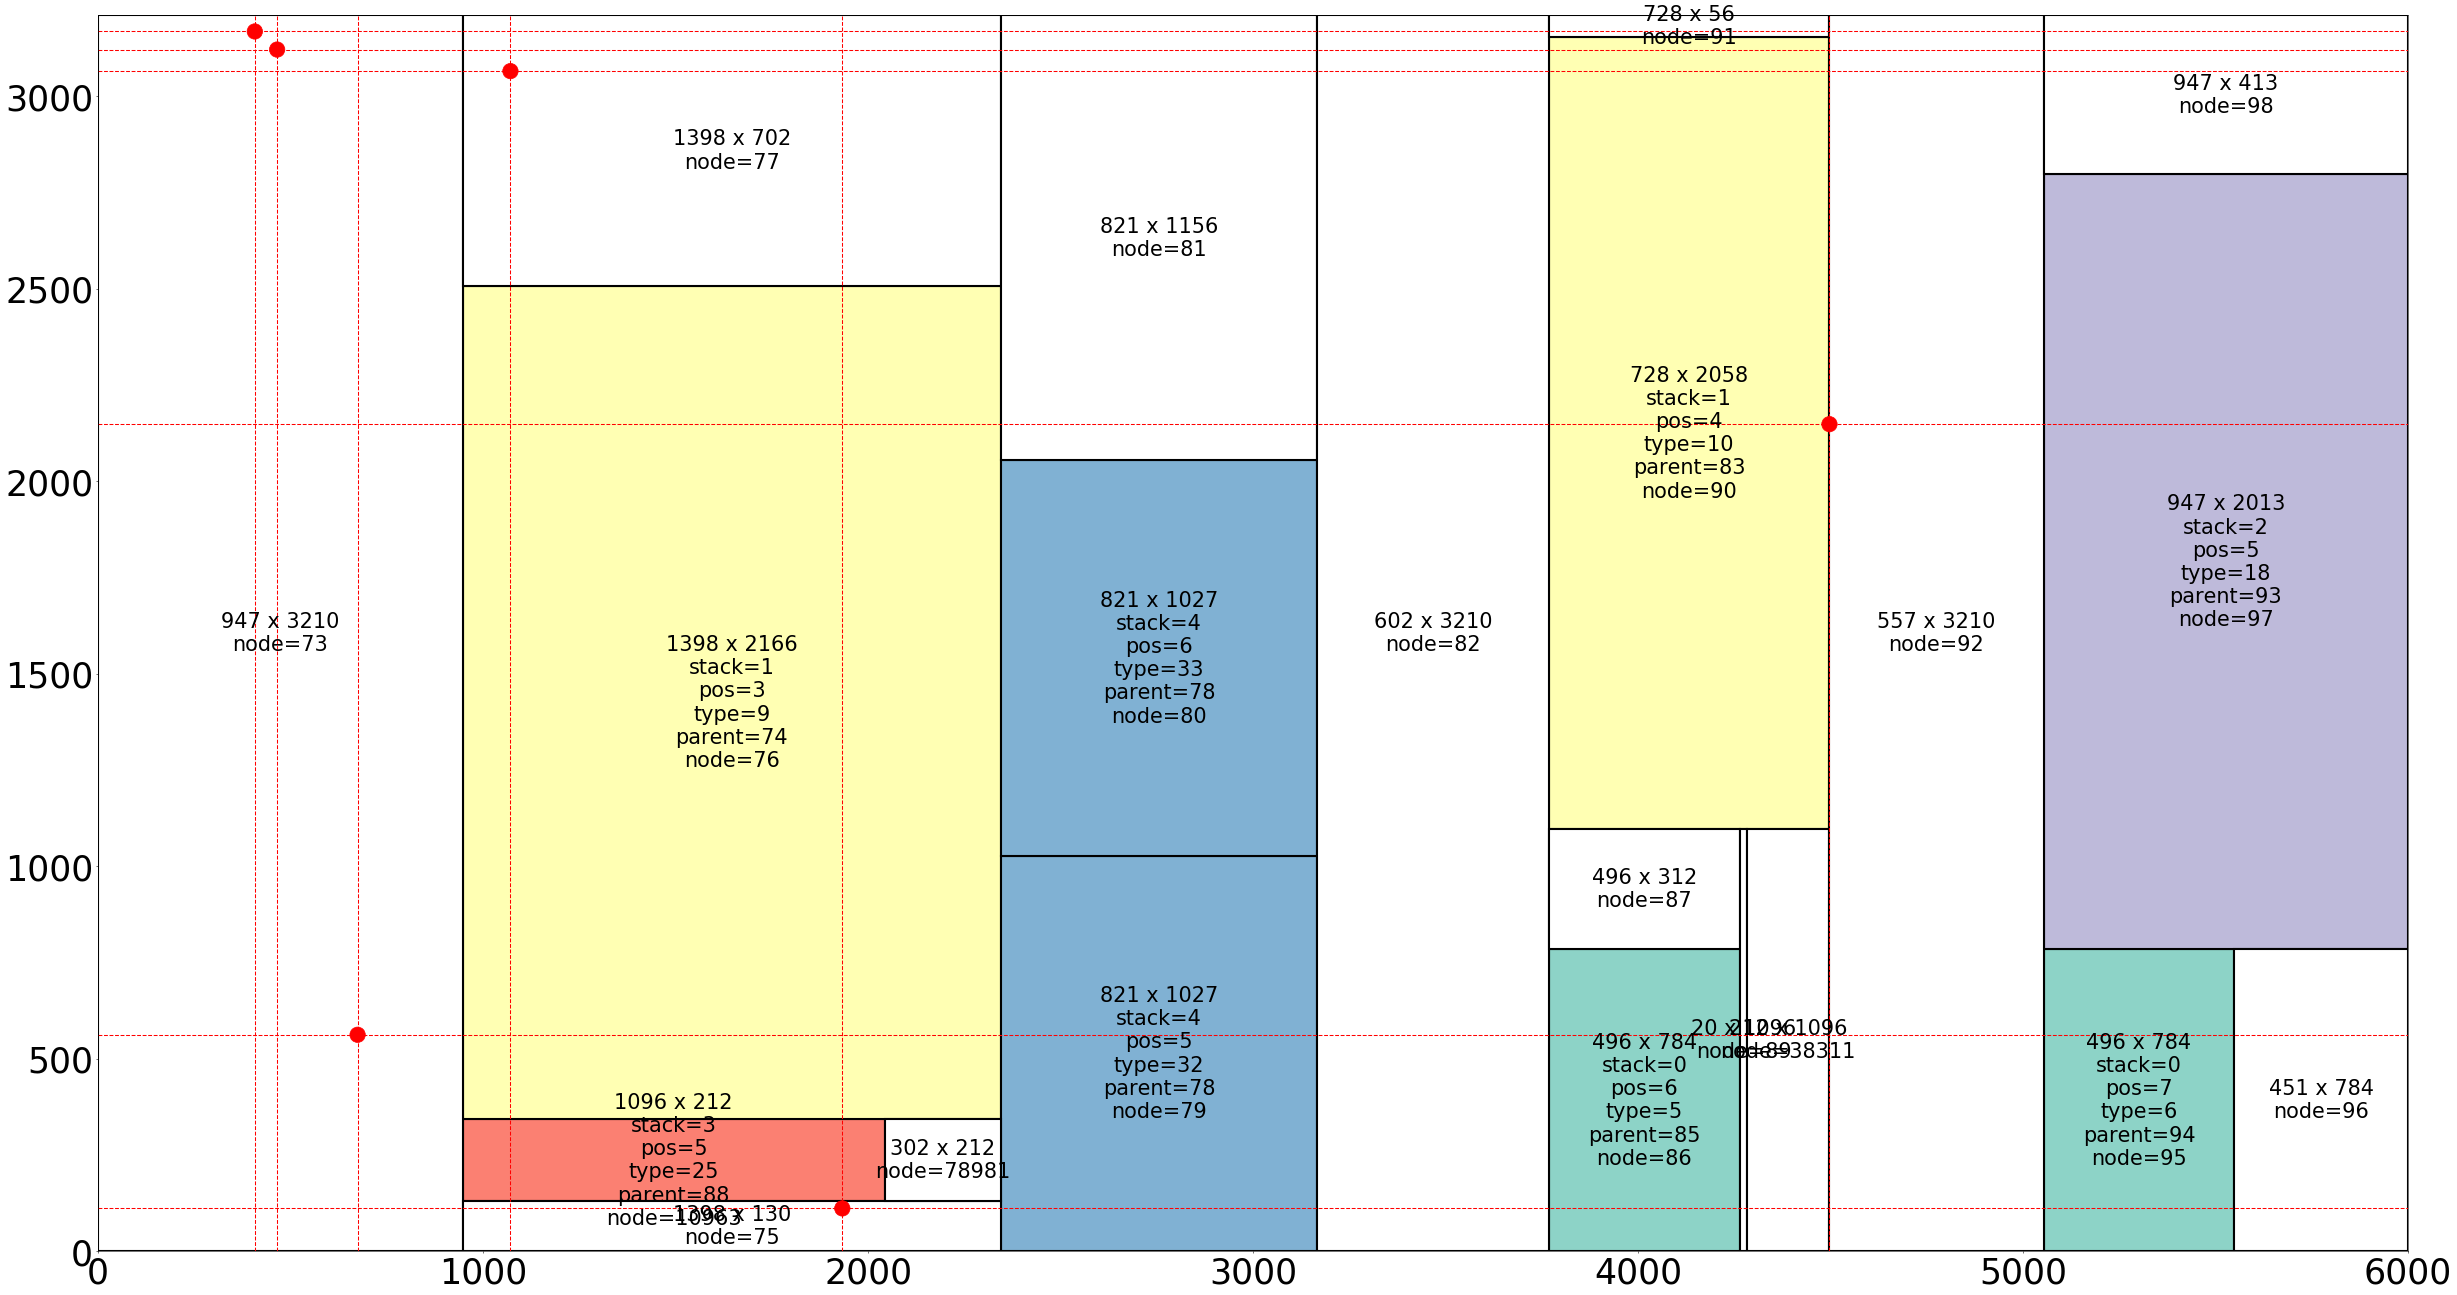 728 x 56
node=91
3000
947 x 413
node=98
1398 x 702
node=77
821 x 1156
node=81
2500
728 x 2058
stack=1
pos=4
type=10
parent=83
node=90
2000
947 x 2013
stack=2
pos=5
type=18
parent=93
node=97
821 x 1027
stack=4
pos=6
type=33
parent=78
node=80
947 x 3210
node=73
602 x 3210
node=82
557 x 3210
node=92
1500
1398 x 2166
stack=1
pos=3
type=9
parent=74
node=76
1000
496 x 312
node=87
821 x 1027
stack=4
pos=5
type=32
parent=78
node=79
500
20 x 1096
node=89
212 x 1096
node=38311
496 x 784
stack=0
pos=6
type=5
parent=85
node=86
496 x 784
stack=0
pos=7
type=6
parent=94
node=95
451 x 784
node=96
1096 x 212
stack=3
pos=5
type=25
parent=88
node=10963
302 x 212
node=78981
1398 x 130
node=75
0
0
1000
2000
3000
4000
5000
6000